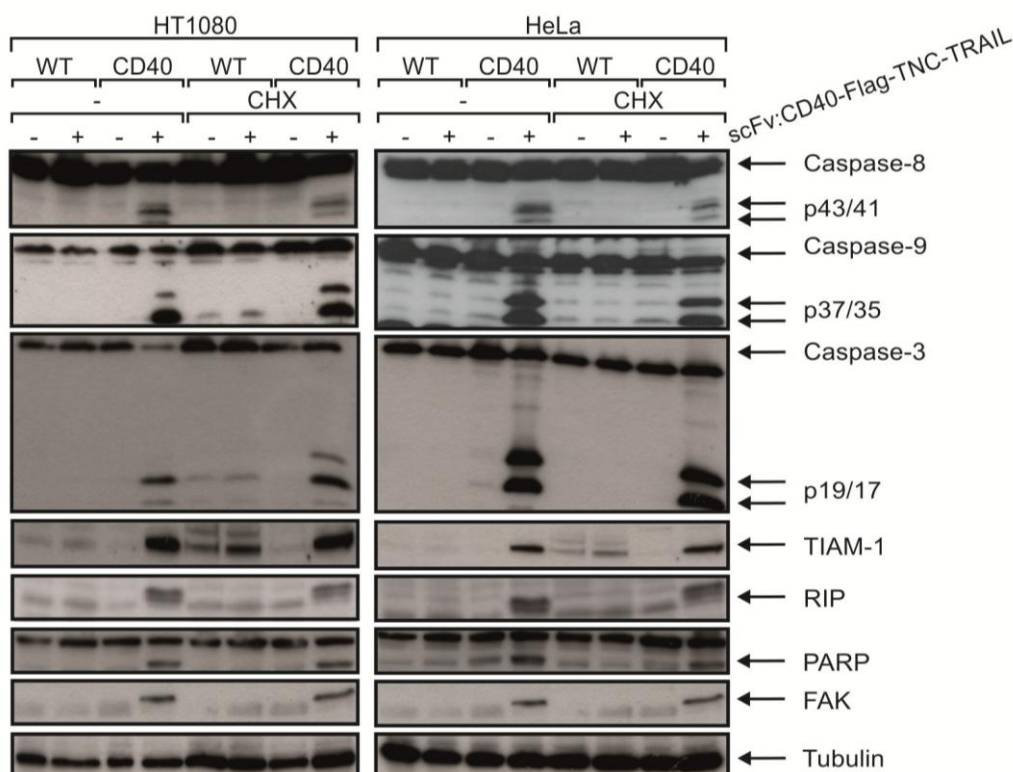 HT1080 HeLa
WT CD40 WT CD40 WT CD40 WT CD40
- CHX - CHX
- + - + - + - + - + - + - + - + scFv:CD40-Flag-TNC-TRAIL
Caspase-8
p43/41
Caspase-9
p37/35
Caspase-3
p19/17
TIAM-1
RIP
PARP
FAK
Tubulin